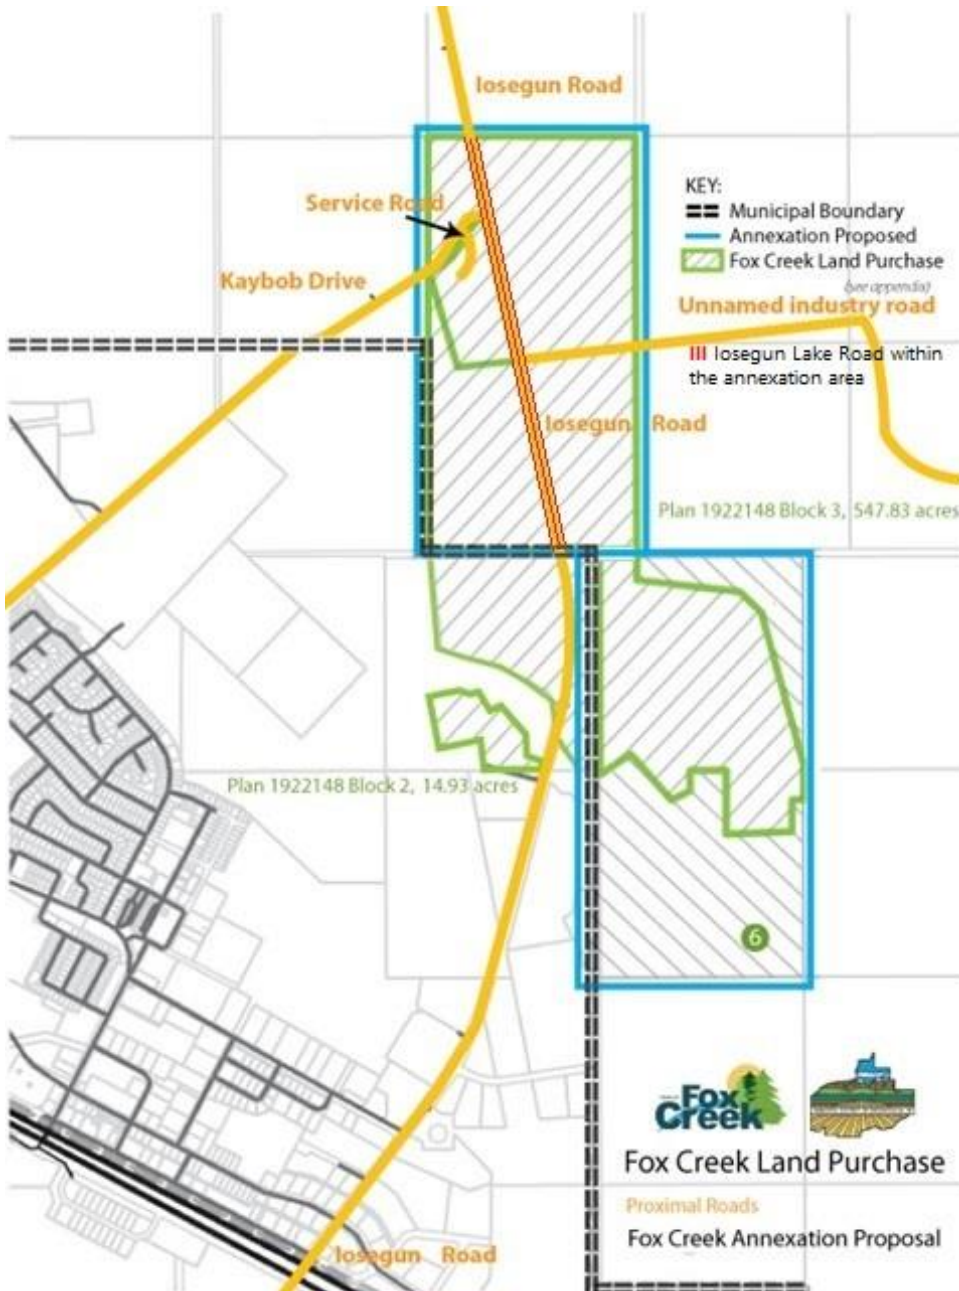 Iosegun Road
KEY:
Municipal Boundary
Service Road
Annexation Proposed
Fox Creek Land Purchase
(see appendix)
Kaybob Drive
Unnamed industry road
Iosegun Lake Road within
the annexation area
Iosegun Road
Plan 1922148 Block 3, 547.83 acres
Plan 1922148 Block 2, 14.93 acres
6
Fox
Creek
Fox Creek Land Purchase
Proximal Roads
Fox Creek Annexation Proposal
Iosegun Road